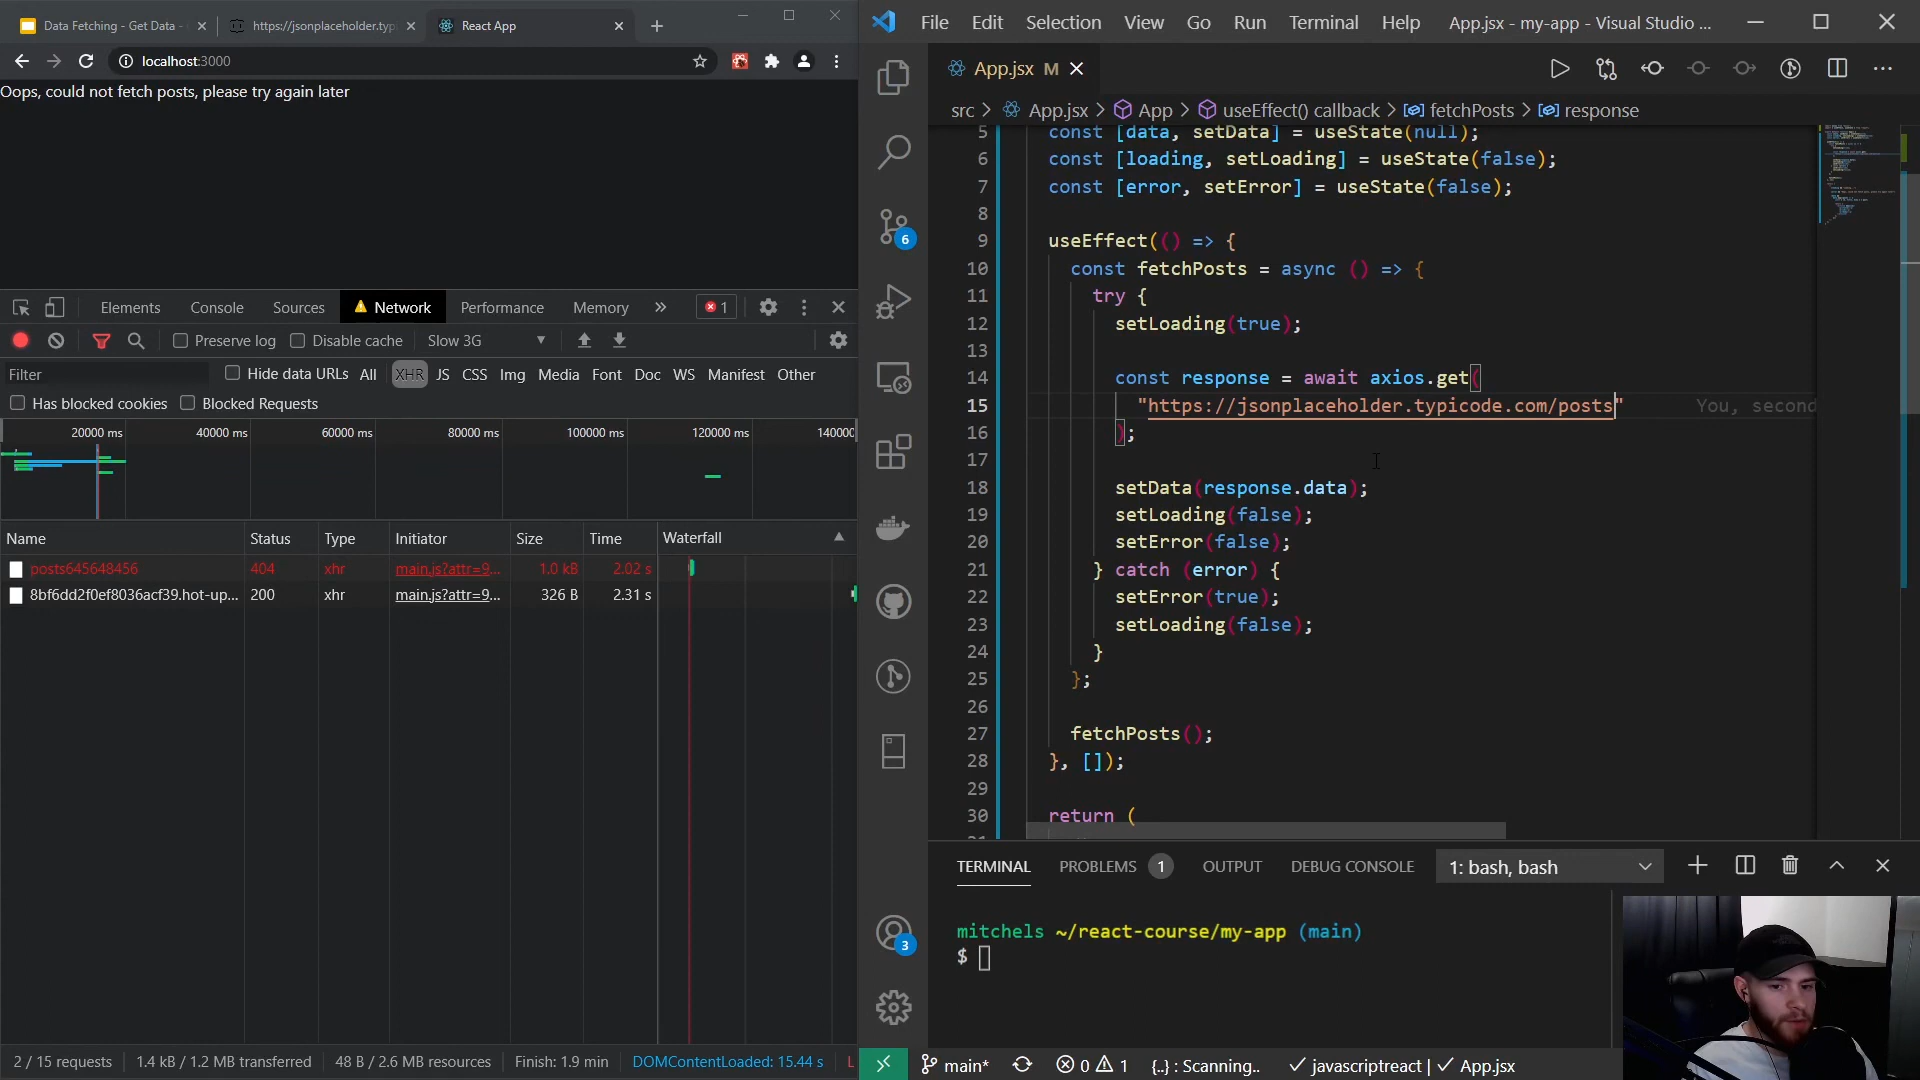 Data Fetching - Get Data -
https://jsonplaceholder.typ
React App
localhost:3000
Oops, could not fetch posts, please try again later
Elements Console Sources Network Performance Memory 1
Preserve log Disable cache Slow 3G
Filter Hide data URLs All XHR JS CSS Img Media Font Doc WS Manifest Other
Has blocked cookies Blocked Requests
20000 ms 40000 ms 60000 ms 80000 ms 100000 ms 120000 ms 140000
Name Status Type Initiator Size Time Waterfall
posts645648456 404 xhr main.js?attr=9... 1.0 kB 2.02 s
8bf6dd2f0ef8036acf39.hot-up... 200 xhr main.js?attr=9... 326 B 2.31 s
2 / 15 requests 1.4 kB / 1.2 MB transferred 48 B / 2.6 MB resources Finish: 1.9 min DOMContentLoaded: 15.44 s L
File Edit Selection View Go Run Terminal Help App.jsx - my-app - Visual Studio ...
App.jsx M
src > App.jsx > App > useEffect() callback > fetchPosts > response
5 const [data, setData] = useState(null);
6 const [loading, setLoading] = useState(false);
7 const [error, setError] = useState(false);
8
9 useEffect(() => {
10 const fetchPosts = async () => {
11 try {
12 setLoading(true);
13
14 const response = await axios.get(
15 "https://jsonplaceholder.typicode.com/posts" You, second
16 );
17
18 setData(response.data);
19 setLoading(false);
20 setError(false);
21 } catch (error) {
22 setError(true);
23 setLoading(false);
24 }
25 };
26
27 fetchPosts();
28 }, []);
29
30 return (
6
3
TERMINAL PROBLEMS 1 OUTPUT DEBUG CONSOLE 1: bash, bash
mitchels ~/react-course/my-app (main)
$
main* 0 1 {..} : Scanning.. javascriptreact | App.jsx